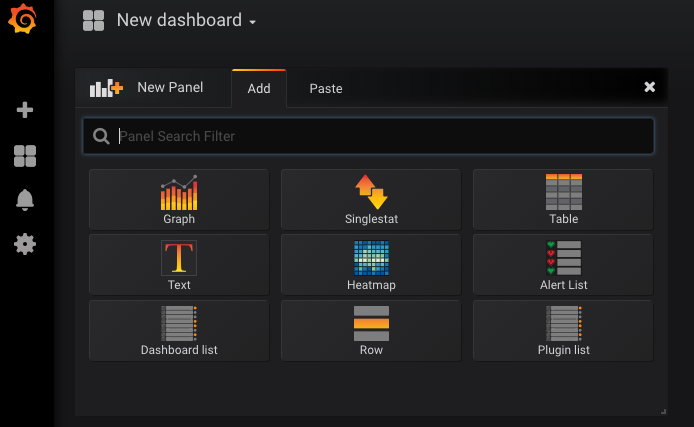 New dashboard
New Panel
Add
Paste
Panel Search Filter
Graph
Singlestat
Table
T
Text
Heatmap
Alert List
Dashboard list
Row
Plugin list